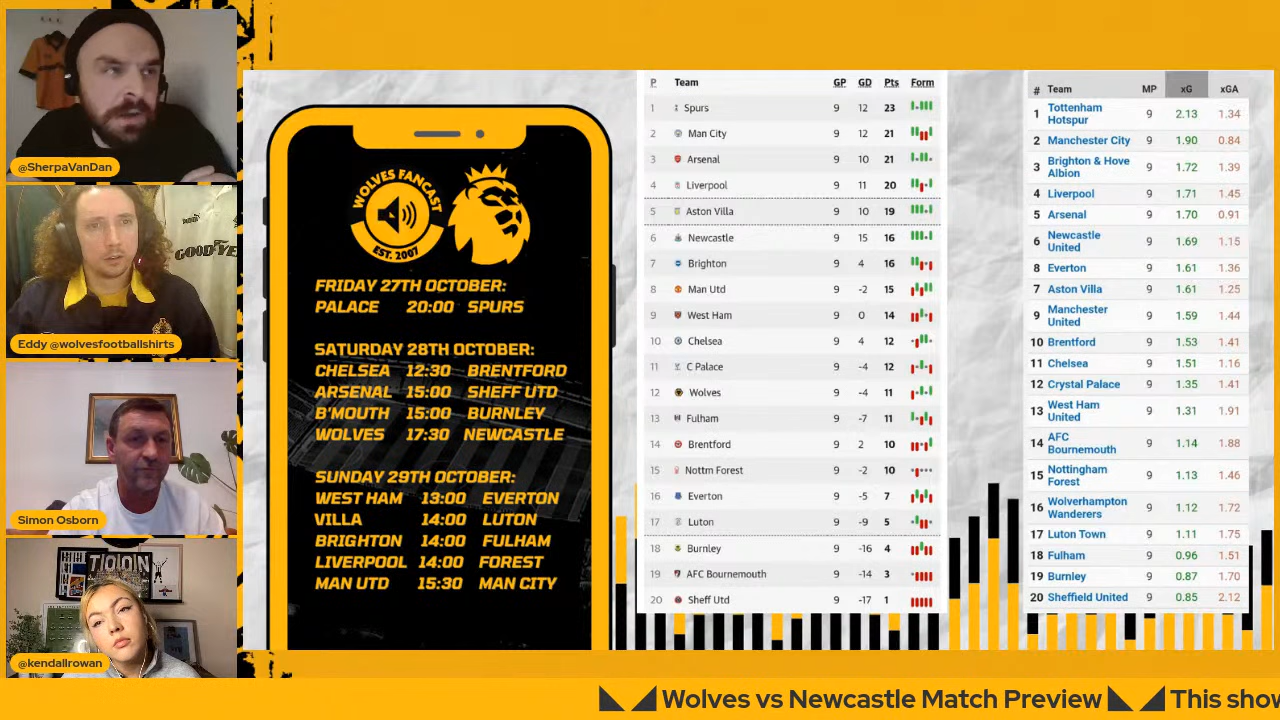 @SherpaVanDan
GOODYE
Eddy @wolvesfootballshirts
Simon Osborn
TOON
@kendallrowan
WOLVES FANCAST
EST. 2007
FRIDAY 27TH OCTOBER:
PALACE 20:00 SPURS
SATURDAY 28TH OCTOBER:
CHELSEA 12:30 BRENTFORD
ARSENAL 15:00 SHEFF UTD
B'MOUTH 15:00 BURNLEY
WOLVES 17:30 NEWCASTLE
SUNDAY 29TH OCTOBER:
WEST HAM 13:00 EVERTON
VILLA 14:00 LUTON
BRIGHTON 14:00 FULHAM
LIVERPOOL 14:00 FOREST
MAN UTD 15:30 MAN CITY
P Team GP GD Pts Form
1 Spurs 9 12 23
2 Man City 9 12 21
3 Arsenal 9 10 21
4 Liverpool 9 11 20
5 Aston Villa 9 10 19
6 Newcastle 9 15 16
7 Brighton 9 4 16
8 Man Utd 9 -2 15
9 West Ham 9 0 14
10 Chelsea 9 4 12
11 C Palace 9 -4 12
12 Wolves 9 -4 11
13 Fulham 9 -7 11
14 Brentford 9 2 10
15 Nottm Forest 9 -2 10
16 Everton 9 -5 7
17 Luton 9 -9 5
18 Burnley 9 -16 4
19 AFC Bournemouth 9 -14 3
20 Sheff Utd 9 -17 1
# Team MP xG xGA
1 Tottenham Hotspur 9 2.13 1.34
2 Manchester City 9 1.90 0.84
3 Brighton & Hove Albion 9 1.72 1.39
4 Liverpool 9 1.71 1.45
5 Arsenal 9 1.70 0.91
6 Newcastle United 9 1.69 1.15
8 Everton 9 1.61 1.36
7 Aston Villa 9 1.61 1.25
9 Manchester United 9 1.59 1.44
10 Brentford 9 1.53 1.41
11 Chelsea 9 1.51 1.16
12 Crystal Palace 9 1.35 1.41
13 West Ham United 9 1.31 1.91
14 AFC Bournemouth 9 1.14 1.88
15 Nottingham Forest 9 1.13 1.46
16 Wolverhampton Wanderers 9 1.12 1.72
17 Luton Town 9 1.11 1.75
18 Fulham 9 0.96 1.51
19 Burnley 9 0.87 1.70
20 Sheffield United 9 0.85 2.12
Wolves vs Newcastle Match Preview This show